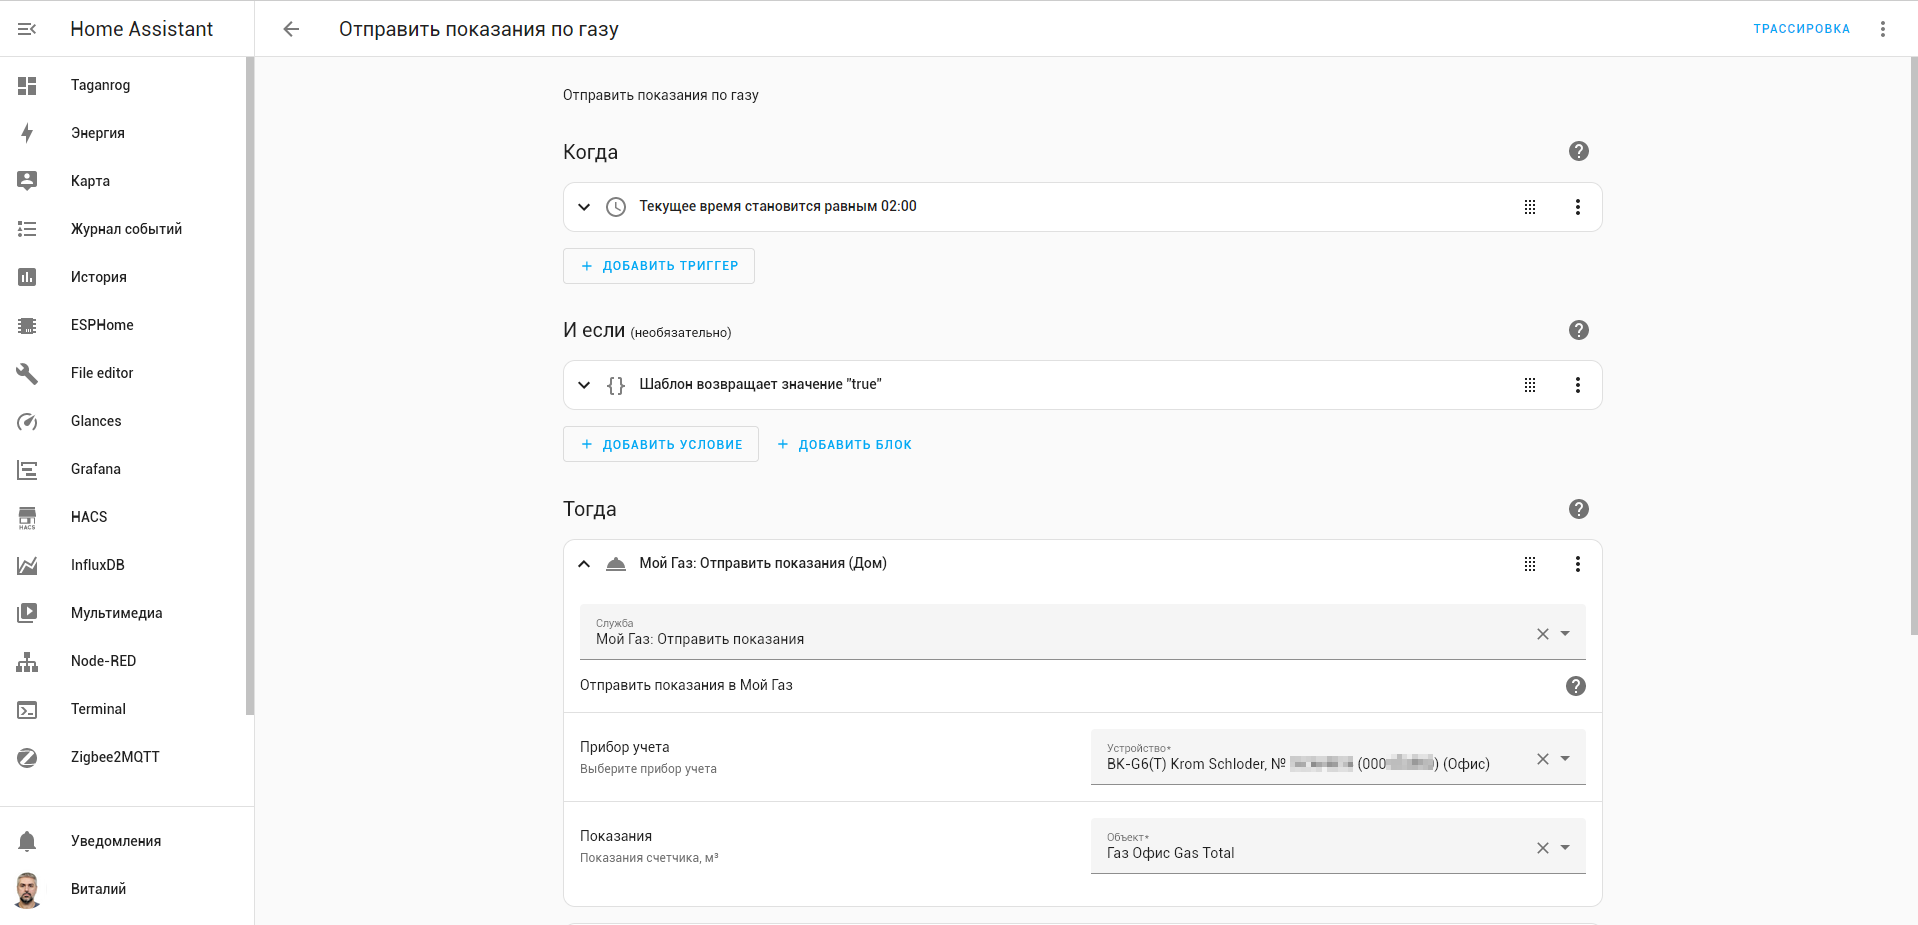 Home Assistant
Отправить показания по газу
ТРАССИРОВКА
Taganrog
Энергия
Карта
Журнал событий
История
ESPHome
File editor
Glances
Grafana
HACS
InfluxDB
Мультимедиа
Node-RED
Terminal
Zigbee2MQTT
Уведомления
Виталий
Отправить показания по газу
Когда
Текущее время становится равным 02:00
+ ДОБАВИТЬ ТРИГГЕР
И если (необязательно)
Шаблон возвращает значение "true"
+ ДОБАВИТЬ УСЛОВИЕ + ДОБАВИТЬ БЛОК
Тогда
Мой Газ: Отправить показания (Дом)
Служба
Мой Газ: Отправить показания
Отправить показания в Мой Газ
Прибор учета
Выберите прибор учета
Устройство*
ВК-G6(T) Krom Schloder, № (000 ) (Офис)
Показания
Показания счетчика, м³
Объект*
Газ Офис Gas Total